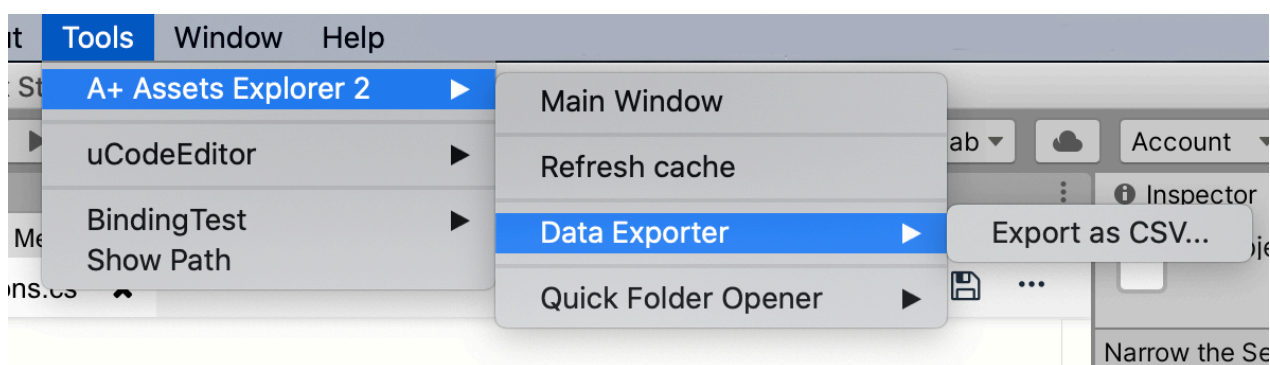 Tools Window Help
A+ Assets Explorer 2
Main Window
uCodeEditor
Refresh cache
Account
Inspector
BindingTest
Data Exporter
Export as CSV...
Show Path
Quick Folder Opener
Narrow the Se